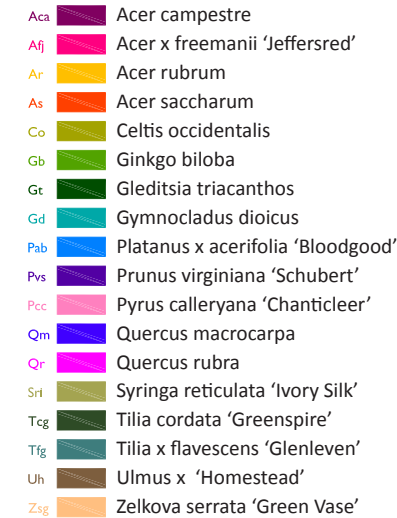 Aca Acer campestre
Afj Acer x freemanii ‘Jeffersred’
Ar Acer rubrum
As Acer saccharum
Co Celtis occidentalis
Gb Ginkgo biloba
Gt Gleditsia triacanthos
Gd Gymnocladus dioicus
Pab Platanus x acerifolia ‘Bloodgood’
Pvs Prunus virginiana ‘Schubert’
Pcc Pyrus calleryana ‘Chanticleer’
Qm Quercus macrocarpa
Qr Quercus rubra
Sri Syringa reticulata ‘Ivory Silk’
Tcg Tilia cordata ‘Greenspire’
Tfg Tilia x flavescens ‘Glenleven’
Uh Ulmus x ‘Homestead’
Zsg Zelkova serrata ‘Green Vase’